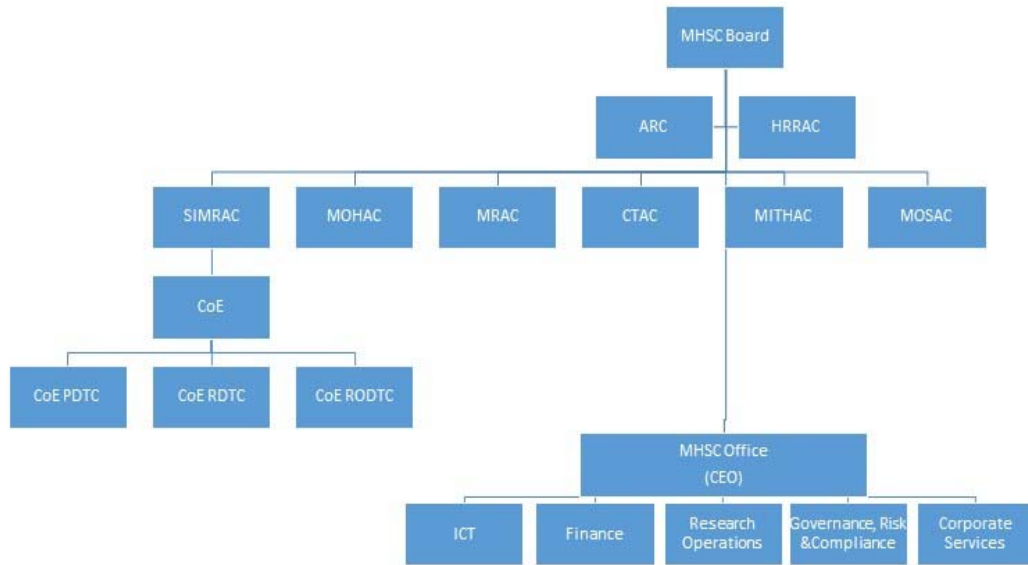 MHSC Board
ARC
HRRAC
SIMRAC
MOHAC
MRAC
CTAC
MITHAC
MOSAC
CoE
CoE PDTC
CoE RDTC
CoE RODTC
MHSC Office
(CEO)
ICT
Finance
Research
Operations
Governance, Risk
&Compliance
Corporate
Services